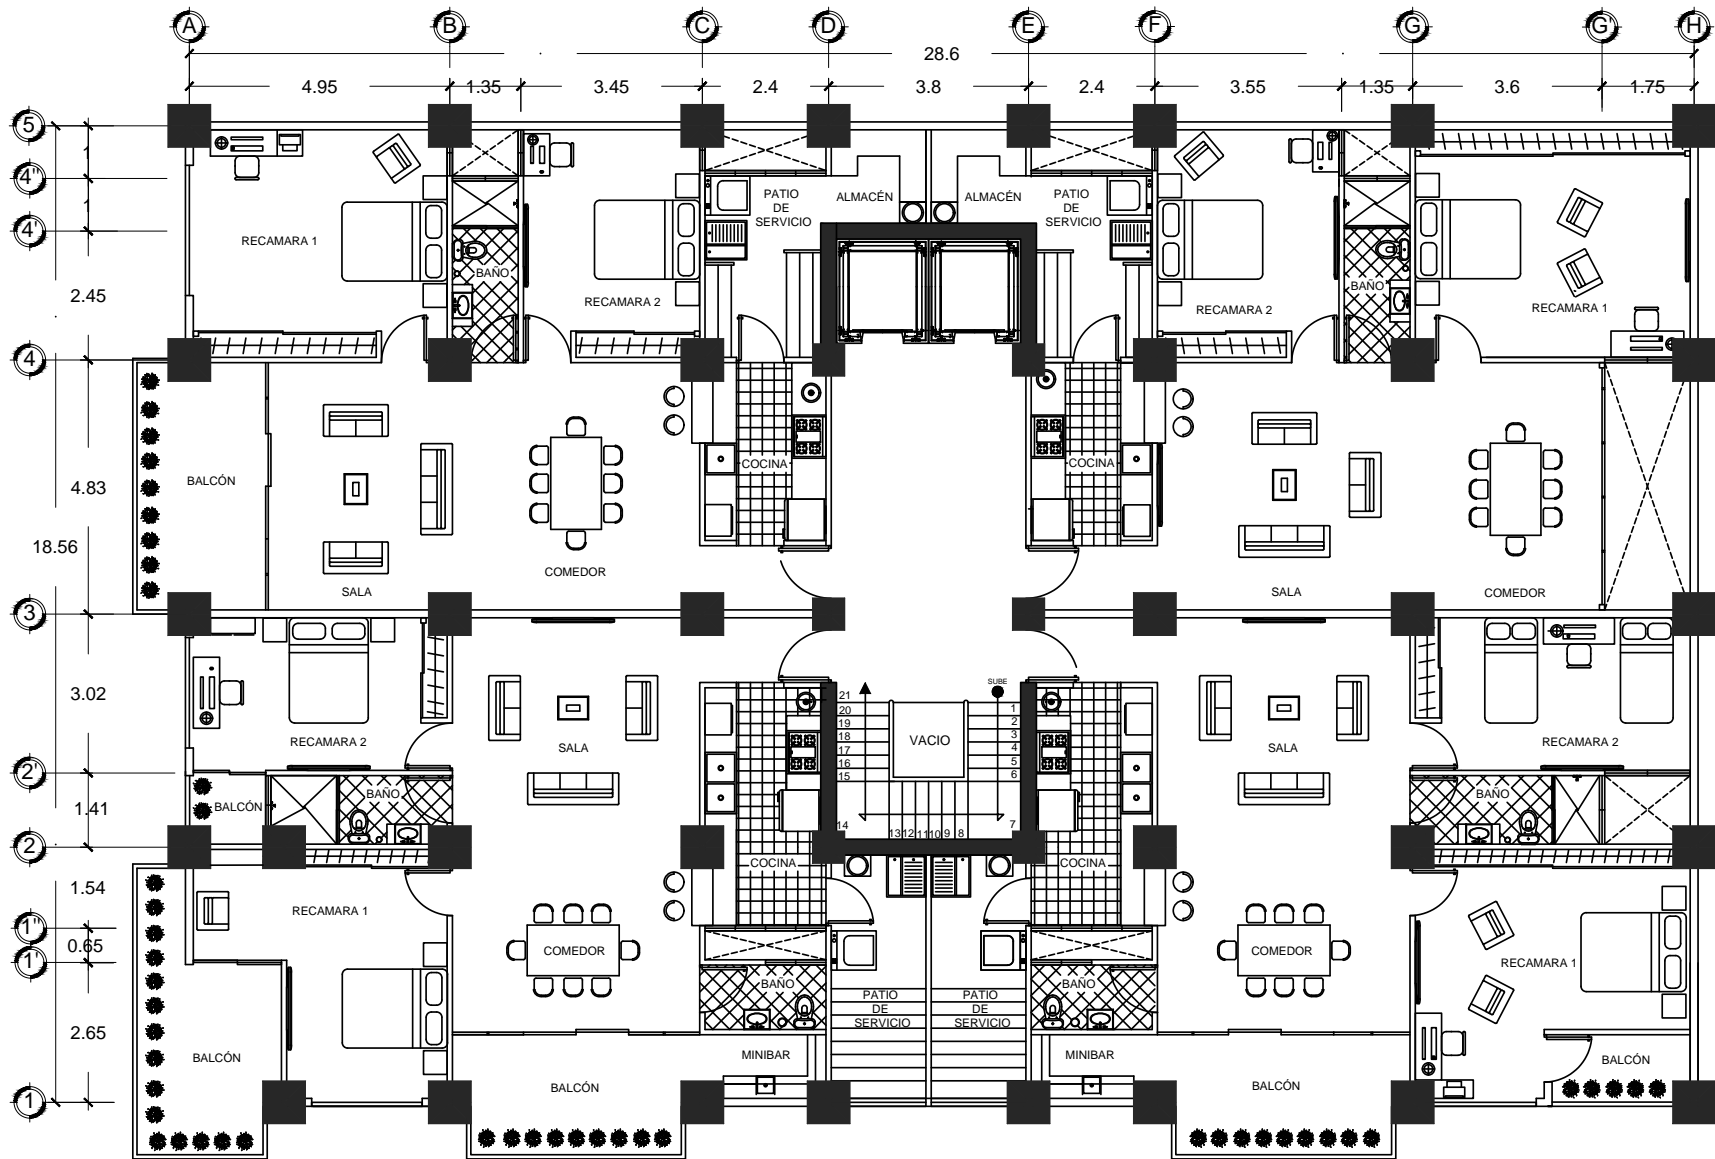 A B C D E F G G' H
28.6
4.95 1.35 3.45 2.4 3.8 2.4 3.55 1.35 3.6 1.75
5
4''
4'
2.45
4
4.83
18.56
3
3.02
2'
1.41
2
1.54
1''
0.65
1'
2.65
1
RECAMARA 1
BAÑO
RECAMARA 2
PATIO
DE
SERVICIO
ALMACÉN
ALMACÉN
PATIO
DE
SERVICIO
RECAMARA 2
BAÑO
RECAMARA 1
BALCÓN
SALA
COMEDOR
COCINA
COCINA
SALA
COMEDOR
RECAMARA 2
BALCÓN
BAÑO
SALA
COCINA
21
20
19
18
17
16
15
14
13 12 11 10 9 8
7
VACIO
SUBE
1
2
3
4
5
6
COCINA
SALA
RECAMARA 2
BAÑO
RECAMARA 1
COMEDOR
BAÑO
PATIO
DE
SERVICIO
PATIO
DE
SERVICIO
BAÑO
COMEDOR
RECAMARA 1
BALCÓN
BALCÓN
MINIBAR
MINIBAR
BALCÓN
BALCÓN